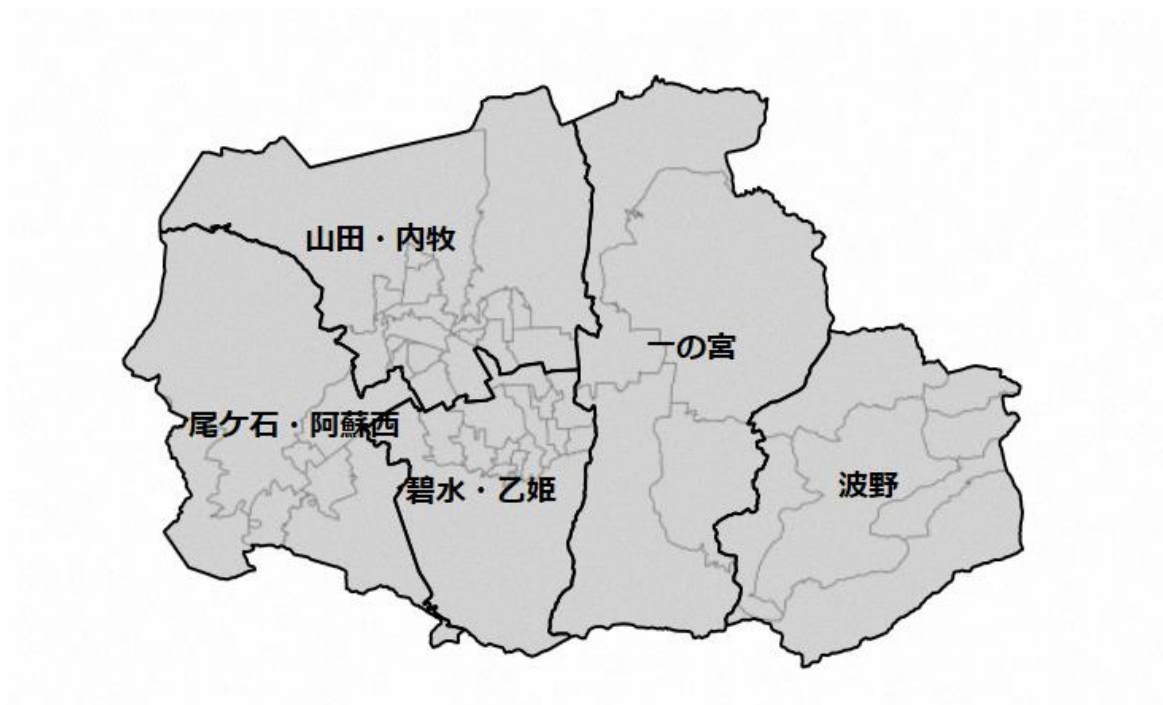 山田・内牧
一の宮
尾ケ石・阿蘇西
碧水・乙姫
波野